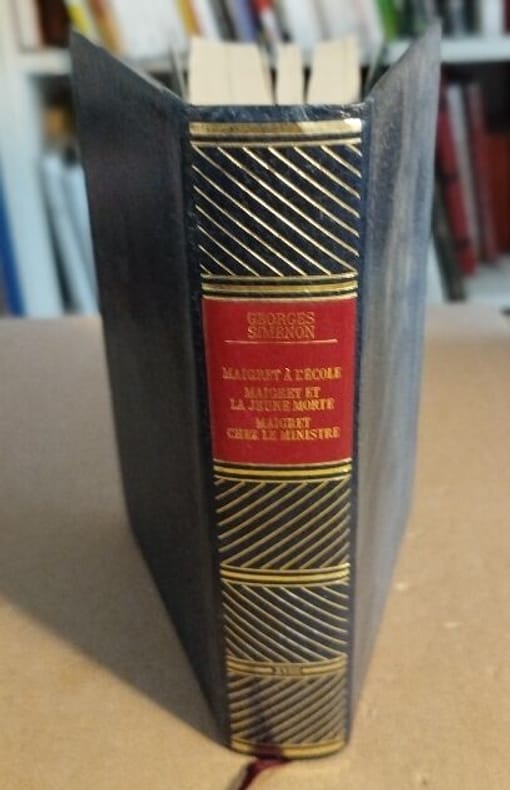 GEORGES
SIMENON
MAIGRET À L'ÉCOLE
MAIGRET ET
LA JEUNE MORTE
MAIGRET
CHEZ LE MINISTRE